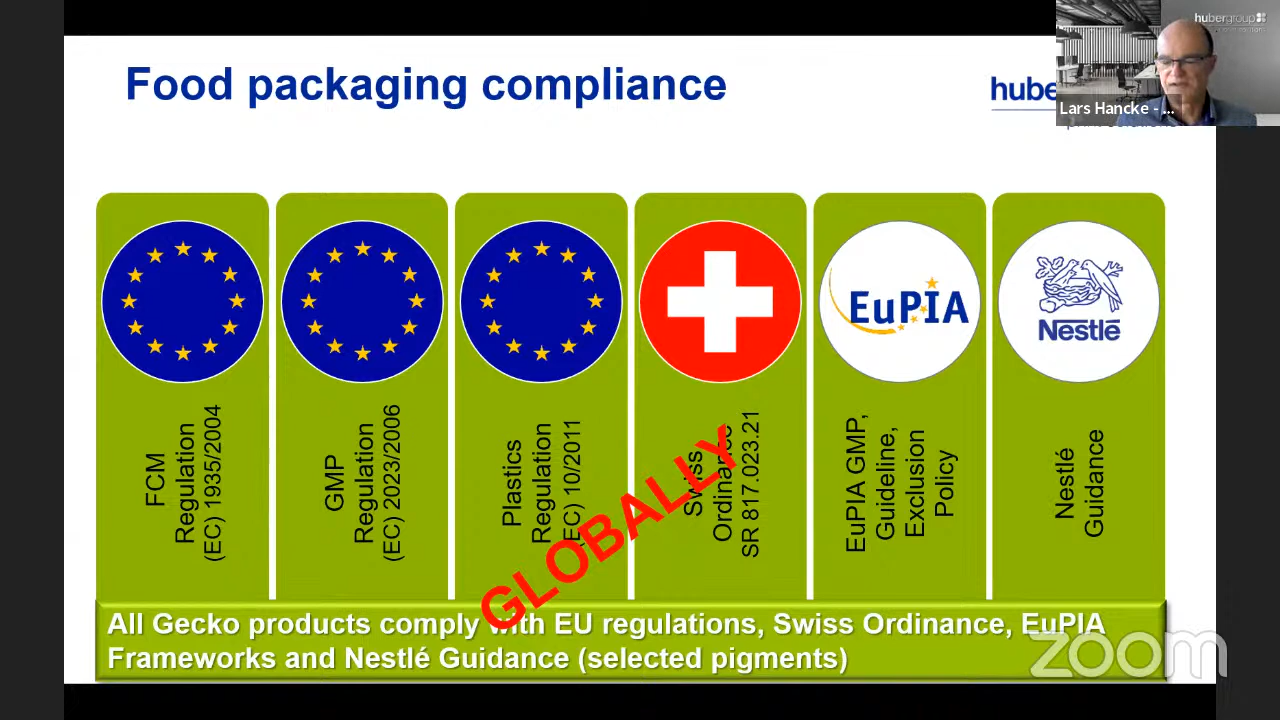 Food packaging compliance
hube
hubergroup
Lars Hancke - ...
EuPIA
Nestlé
FCM
Regulation
(EC) 1935/2004
GMP
Regulation
(EC) 2023/2006
Plastics
Regulation
(EC) 10/2011
Swiss
Ordinance
SR 817.023.21
EuPIA GMP,
Guideline,
Exclusion
Policy
Nestlé
Guidance
GLOBALLY
All Gecko products comply with EU regulations, Swiss Ordinance, EuPIA
Frameworks and Nestlé Guidance (selected pigments)
zoom